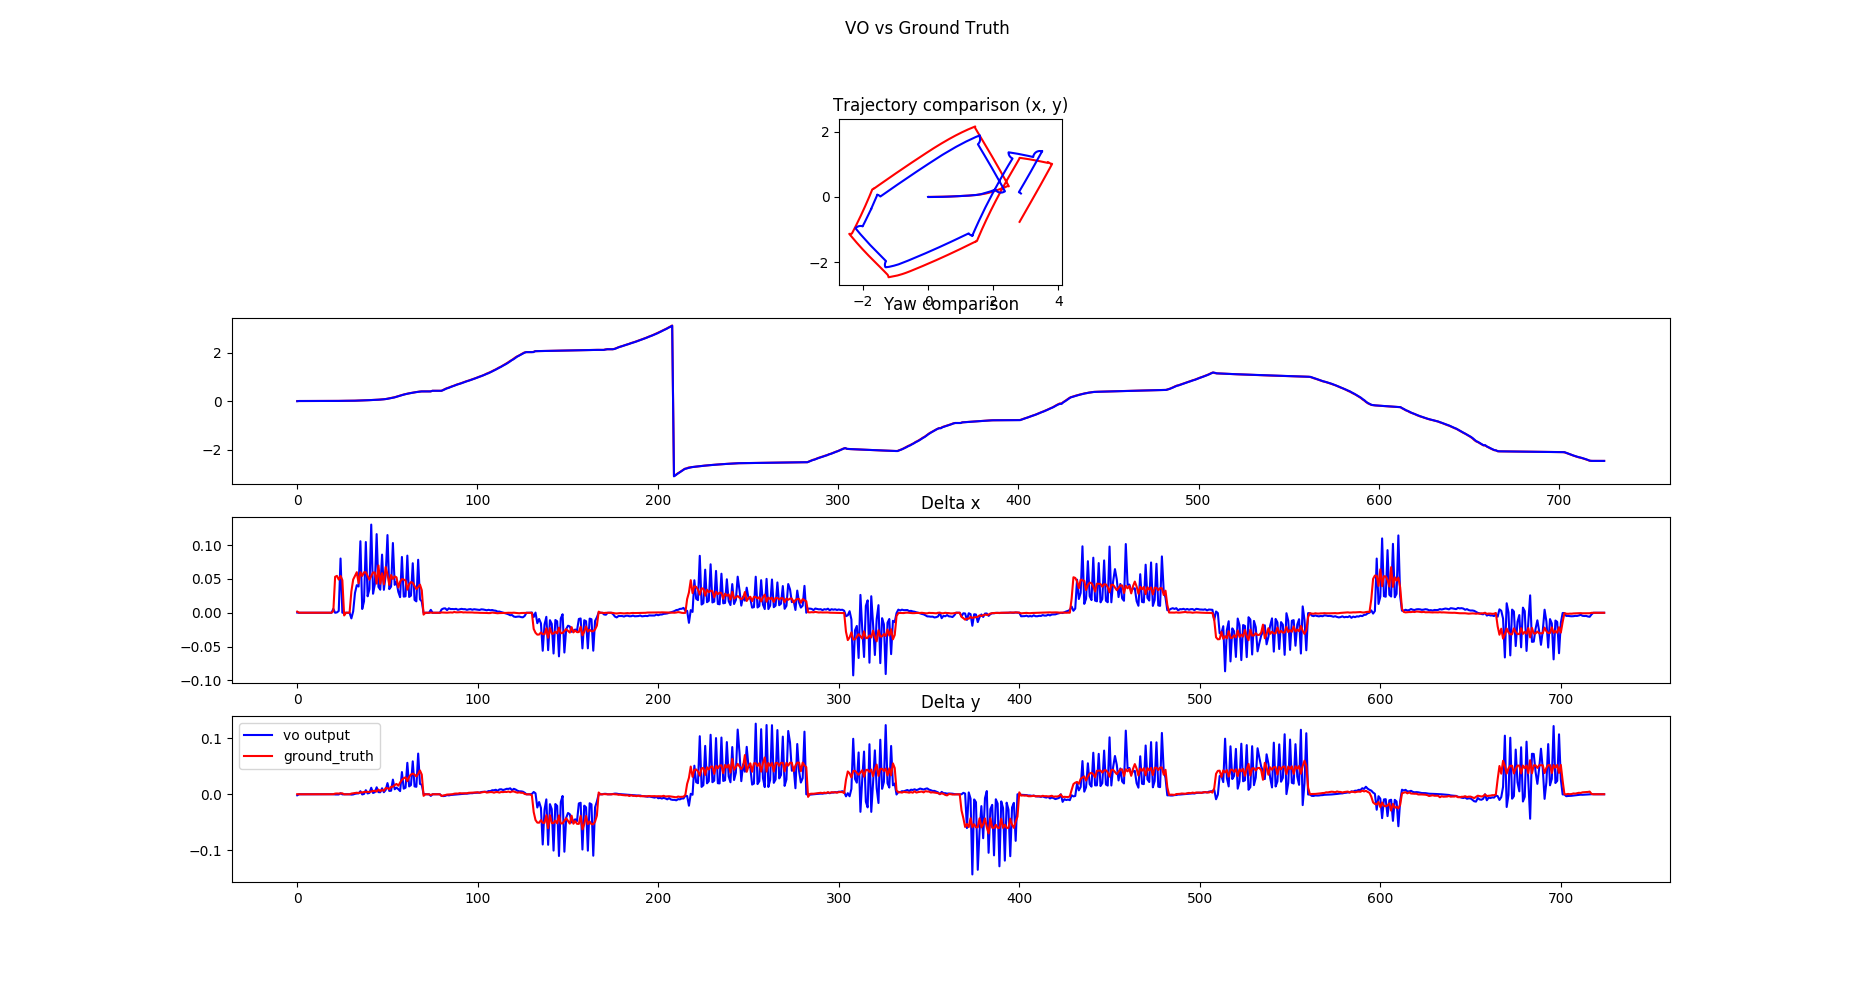 VO vs Ground Truth
Trajectory comparison (x, y)
2
0
−2
−2 0 2 4
Yaw comparison
2
0
−2
0 100 200 300 400 500 600 700
Delta x
0.10
0.05
0.00
−0.05
−0.10
0 100 200 300 400 500 600 700
Delta y
0.1
0.0
−0.1
vo output
ground_truth
0 100 200 300 400 500 600 700